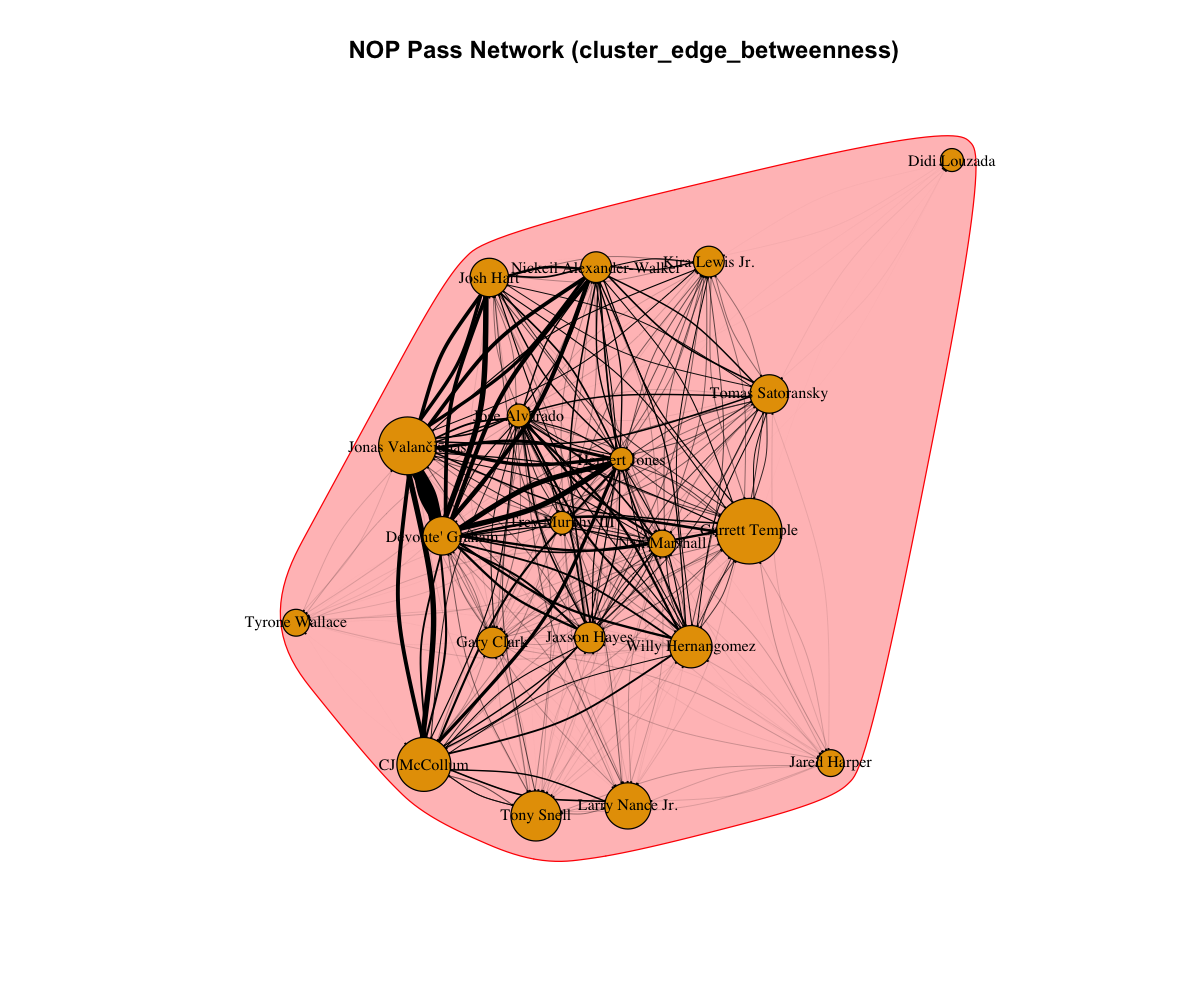 NOP Pass Network (cluster_edge_betweenness)
Didi Louzada
Kira Lewis Jr.
Nickeil Alexander-Walker
Josh Hart
Tomas Satoransky
Jose Alvarado
Jonas
Herbert Jones
Trey Murphy III
Garrett Temple
Devonte' Graham
Marshall
Tyrone Wallace
Gary Clark
Jaxson Hayes
Willy Hernangomez
CJ McCollum
Jared Harper
Larry Nance Jr.
Tony Snell